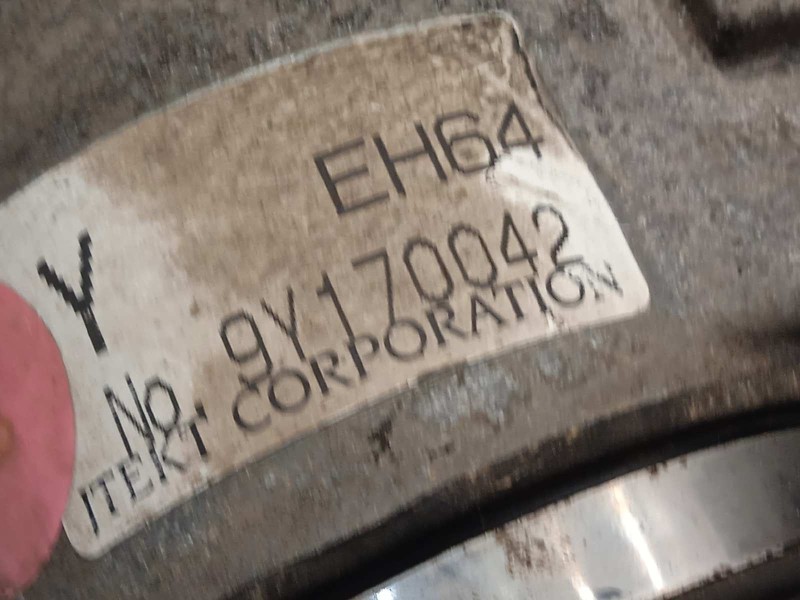 EH64
Y
No. 9Y170042
JTEKT CORPORATION